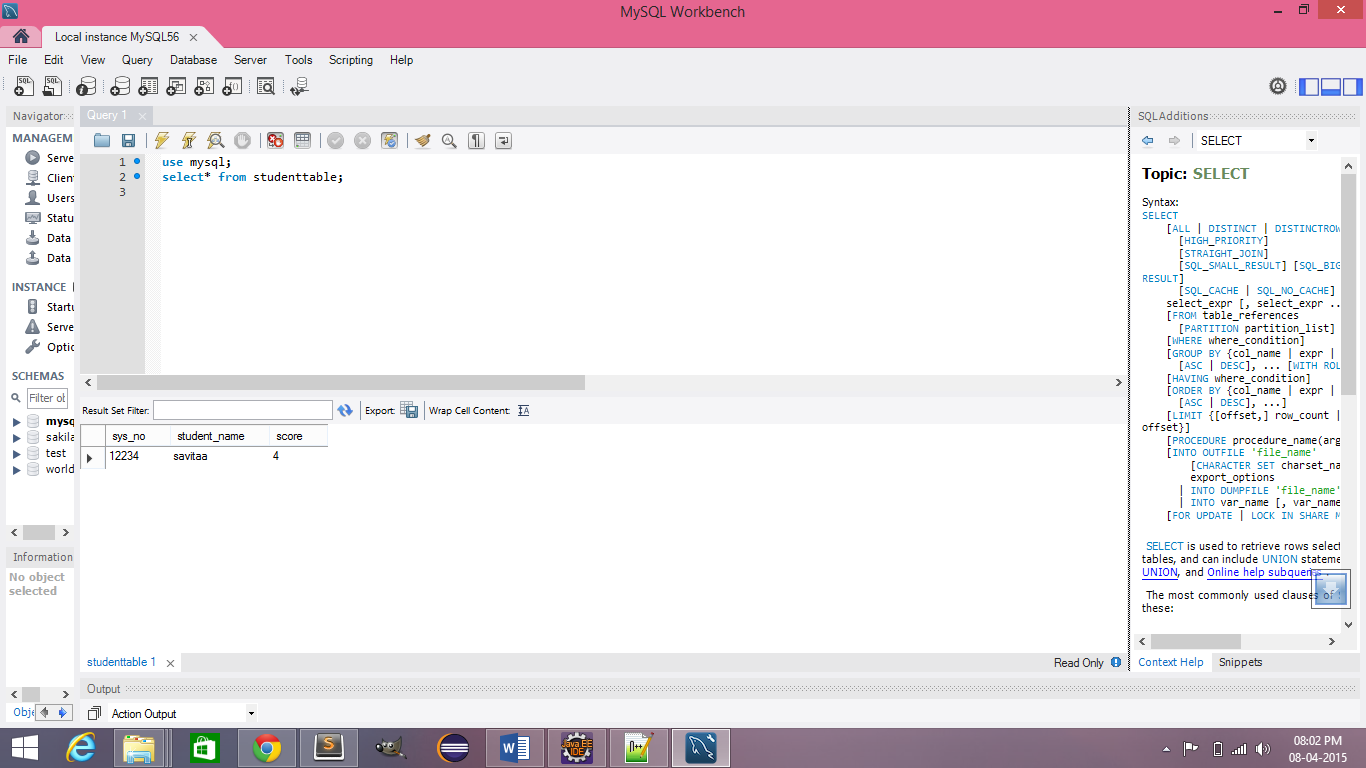 MySQL Workbench
Local instance MySQL56
File Edit View Query Database Server Tools Scripting Help
Navigator
MANAGEM
Serve
Client
Users
Statu
Data
Data
INSTANCE
Startu
Serve
Optio
SCHEMAS
Filter ob
mysq
sakila
test
world
Information
No object
selected
Obje
Query 1
1 use mysql;
2 select* from studenttable;
3
Result Set Filter: Export: Wrap Cell Content:
sys_no student_name score
12234 savitaa 4
studenttable 1
Read Only
Output
Action Output
SQLAdditions
SELECT
Topic: SELECT
Syntax:
SELECT
[ALL | DISTINCT | DISTINCTROW
[HIGH_PRIORITY]
[STRAIGHT_JOIN]
[SQL_SMALL_RESULT] [SQL_BIG
RESULT]
[SQL_CACHE | SQL_NO_CACHE]
select_expr [, select_expr ..
[FROM table_references
[PARTITION partition_list]
[WHERE where_condition]
[GROUP BY {col_name | expr |
[ASC | DESC], ... [WITH ROL
[HAVING where_condition]
[ORDER BY {col_name | expr |
[ASC | DESC], ...]
[LIMIT {[offset,] row_count |
offset}]
[PROCEDURE procedure_name(arg
[INTO OUTFILE 'file_name'
[CHARACTER SET charset_na
export_options
| INTO DUMPFILE 'file_name'
| INTO var_name [, var_name
[FOR UPDATE | LOCK IN SHARE M
SELECT is used to retrieve rows select
tables, and can include UNION stateme
UNION, and Online help subqueries
The most commonly used clauses of
these:
Context Help Snippets
08:02 PM
08-04-2015